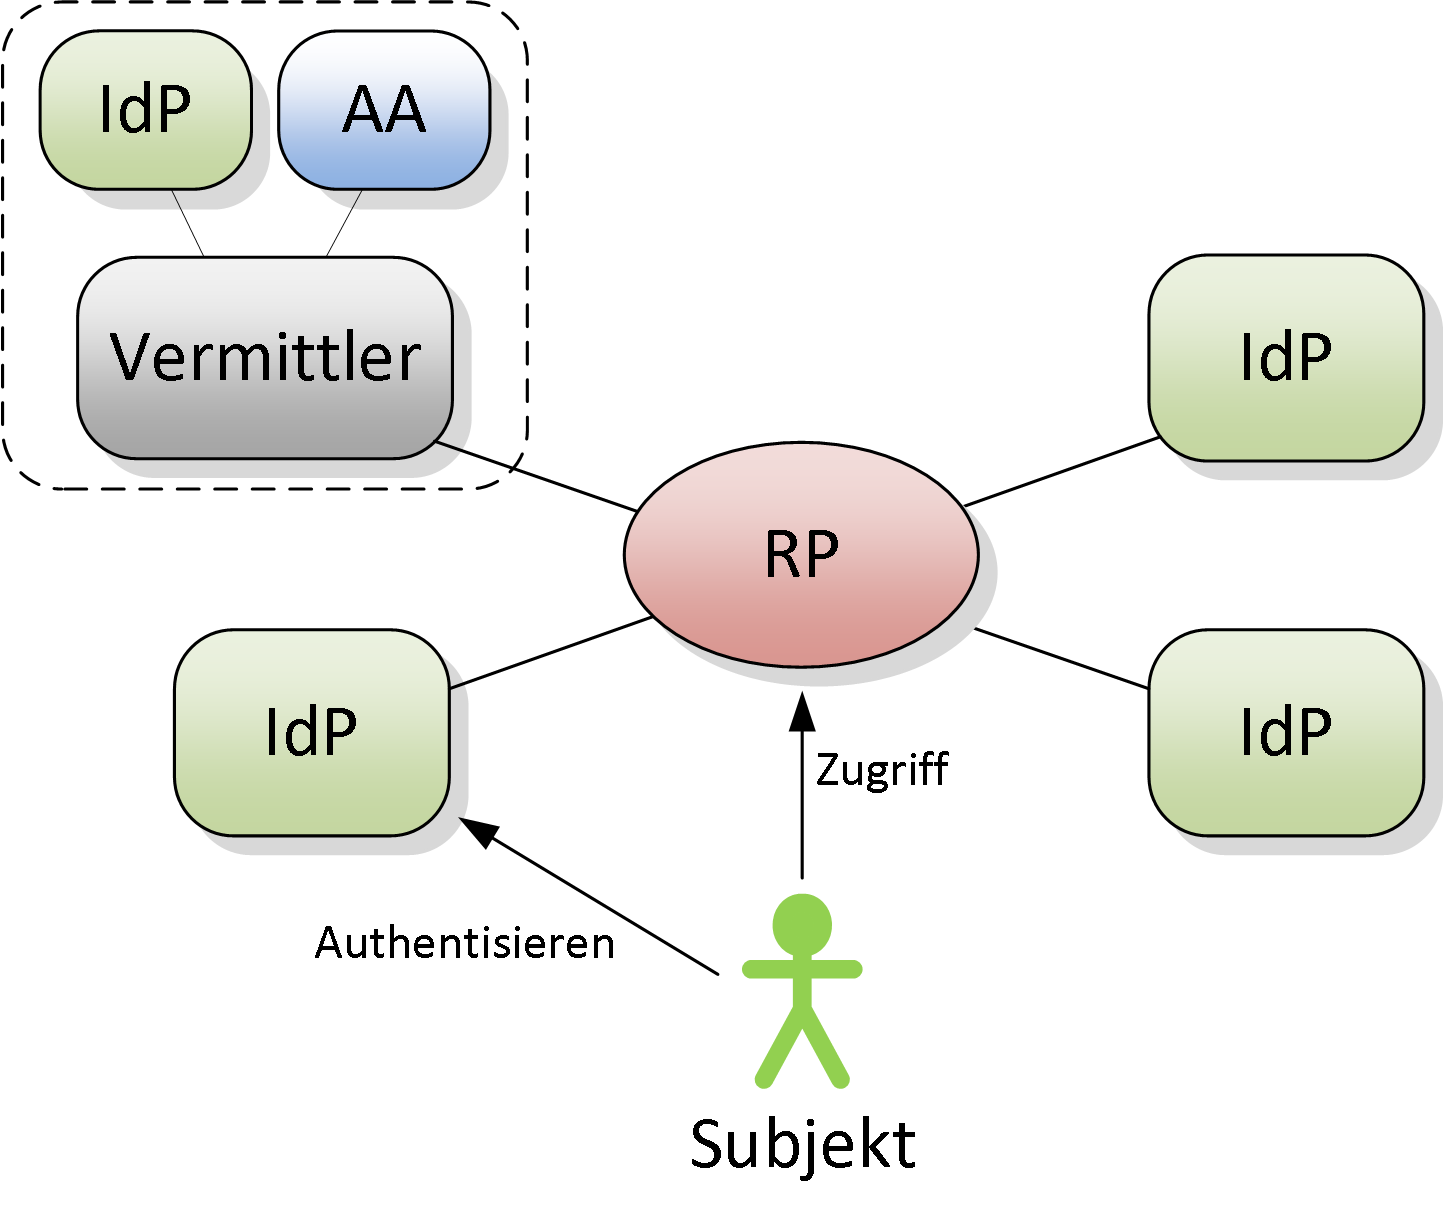 IdP
AA
Vermittler
IdP
RP
IdP
IdP
Zugriff
Authentisieren
Subjekt